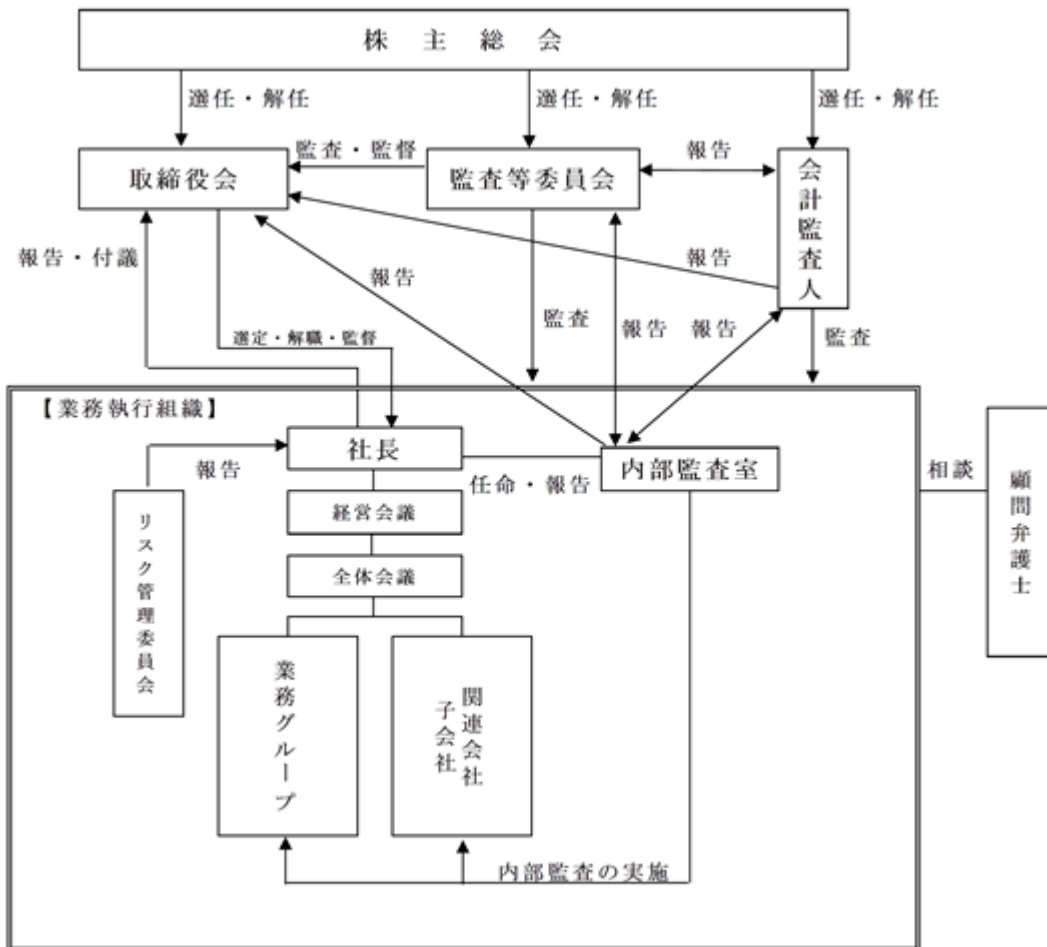 株主総会
選任・解任
選任・解任
選任・解任
取締役会
監査・監督
監査等委員会
報告
会計監査人
報告・付議
報告
報告
選定・解職・監督
監査
報告
報告
監査
【業務執行組織】
社長
報告
任命・報告
内部監査室
相談
顧問弁護士
経営会議
全体会議
リスク管理委員会
業務グループ
関連会社
子会社
内部監査の実施